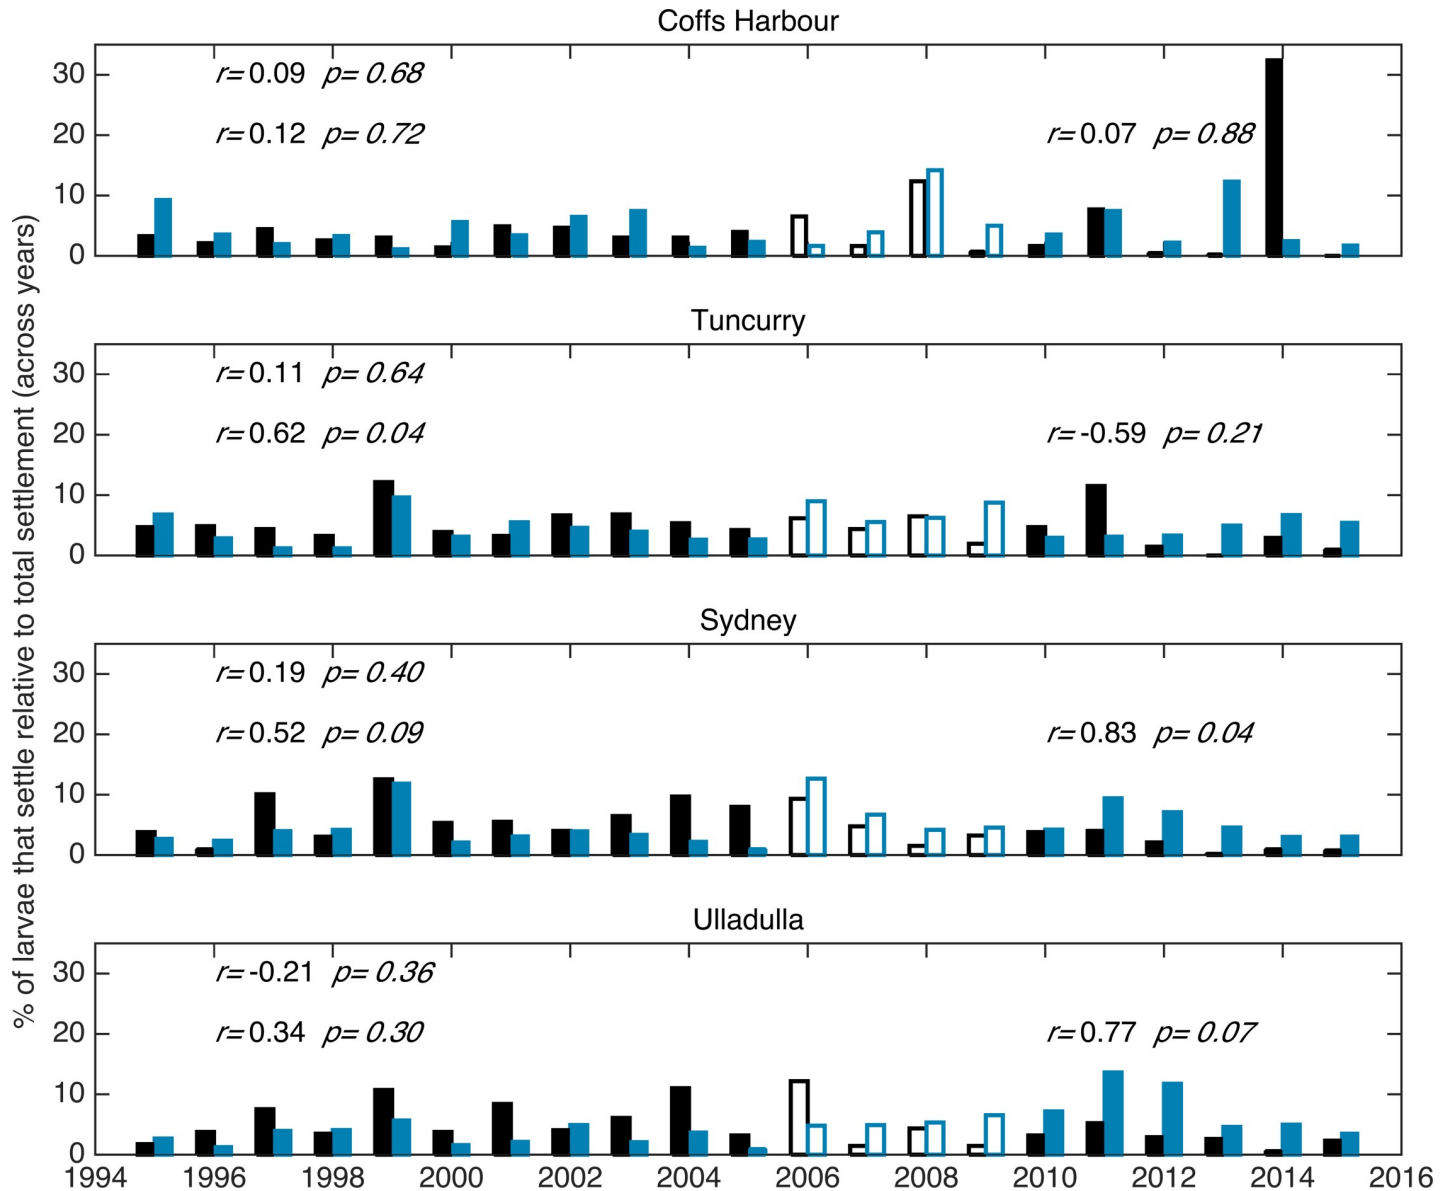 Coffs Harbour
30
r= 0.09 p= 0.68
20
r= 0.12 p= 0.72
r= 0.07 p= 0.88
10
0
Tuncurry
30
r= 0.11 p= 0.64
20
r= 0.62 p= 0.04
r= -0.59 p= 0.21
10
0
Sydney
30
r= 0.19 p= 0.40
20
r= 0.52 p= 0.09
r= 0.83 p= 0.04
10
0
Ulladulla
30
r= -0.21 p= 0.36
20
r= 0.34 p= 0.30
r= 0.77 p= 0.07
10
0
1994 1996 1998 2000 2002 2004 2006 2008 2010 2012 2014 2016
% of larvae that settle relative to total settlement (across years)